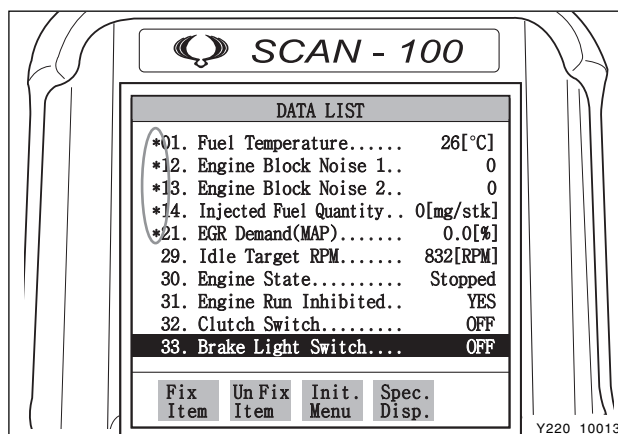 SCAN - 100
DATA LIST
*01. Fuel Temperature...... 26[°C]
*12. Engine Block Noise 1.. 0
*13. Engine Block Noise 2.. 0
*14. Injected Fuel Quantity.. 0[mg/stk]
*21. EGR Demand(MAP)....... 0.0[%]
29. Idle Target RPM....... 832[RPM]
30. Engine State.......... Stopped
31. Engine Run Inhibited.. YES
32. Clutch Switch......... OFF
33. Brake Light Switch.... OFF
Fix Item
Un Fix Item
Init. Menu
Spec. Disp.
Y220_10013